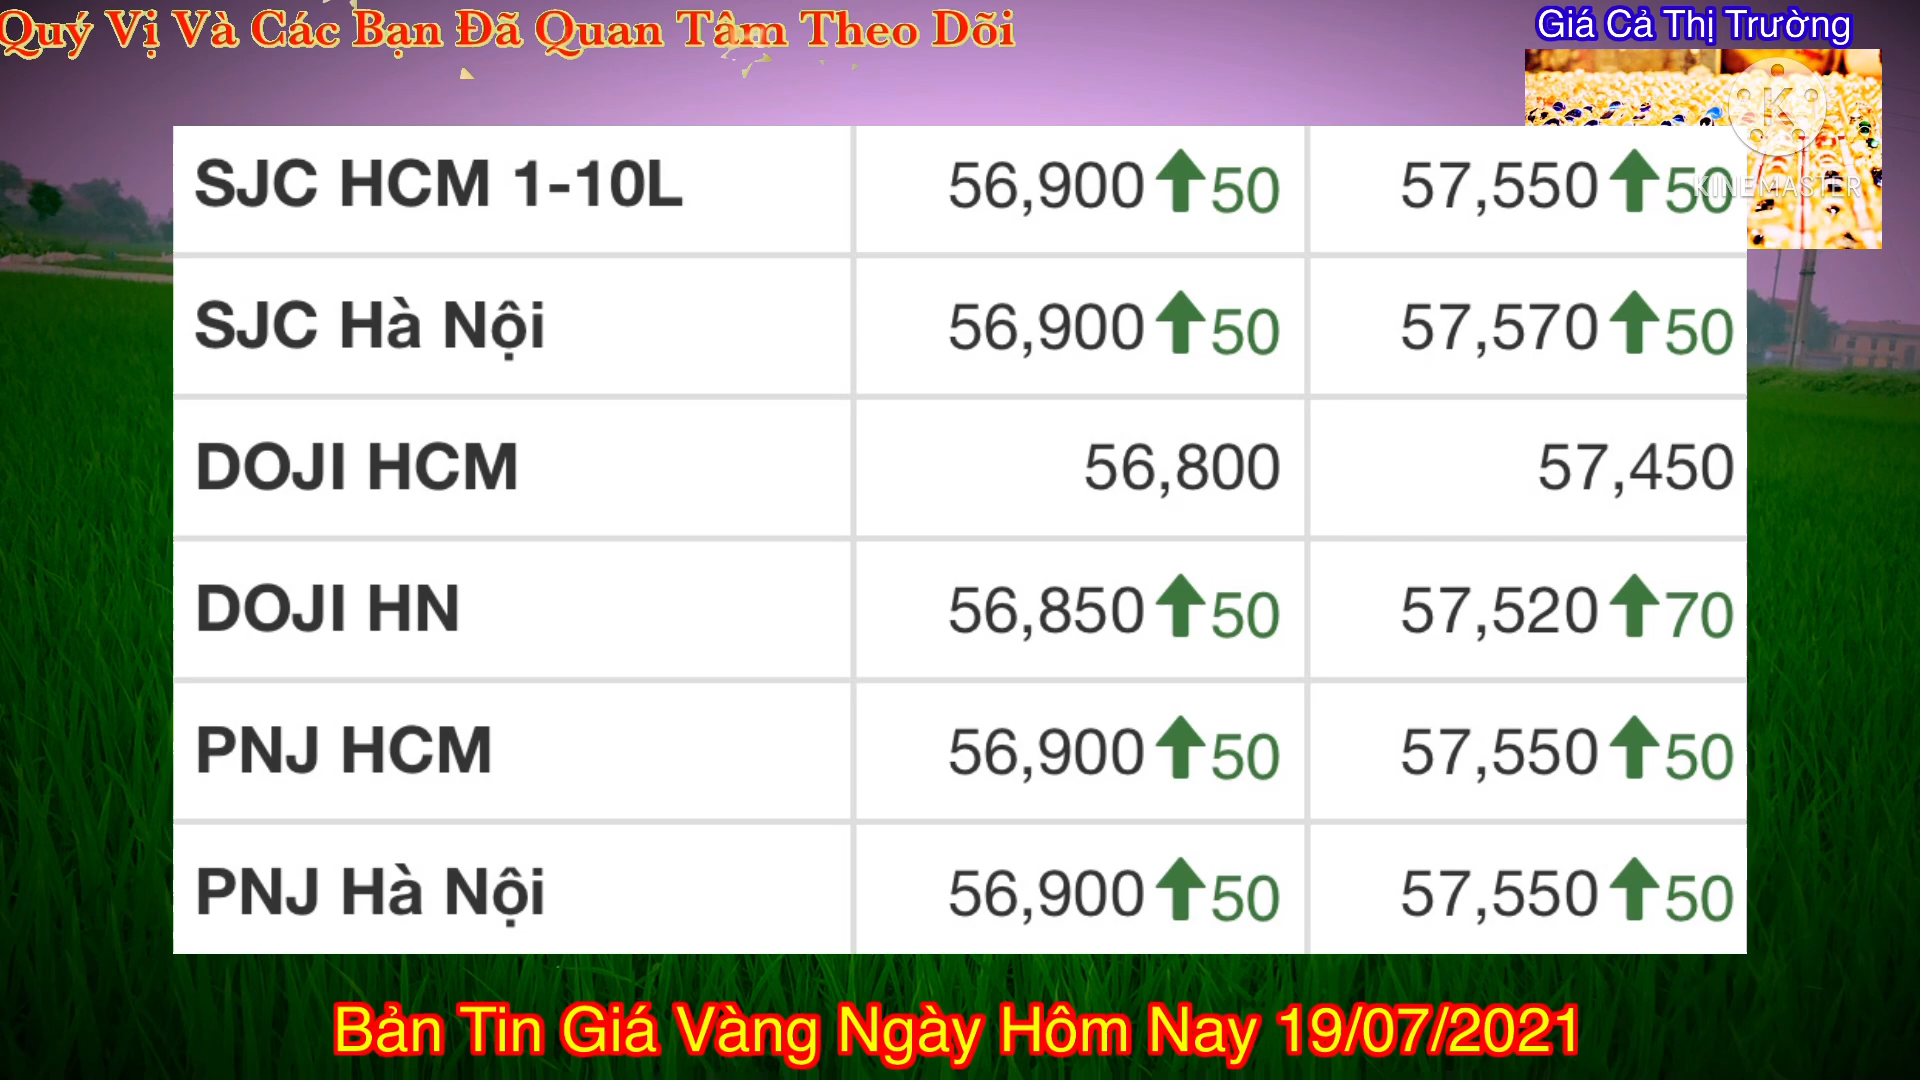 Quý Vị Và Các Bạn Đã Quan Tâm Theo Dõi
Giá Cả Thị Trường
KINEMASTER
SJC HCM 1-10L 56,900 50 57,550 50
SJC Hà Nội 56,900 50 57,570 50
DOJI HCM 56,800 57,450
DOJI HN 56,850 50 57,520 70
PNJ HCM 56,900 50 57,550 50
PNJ Hà Nội 56,900 50 57,550 50
Bản Tin Giá Vàng Ngày Hôm Nay 19/07/2021